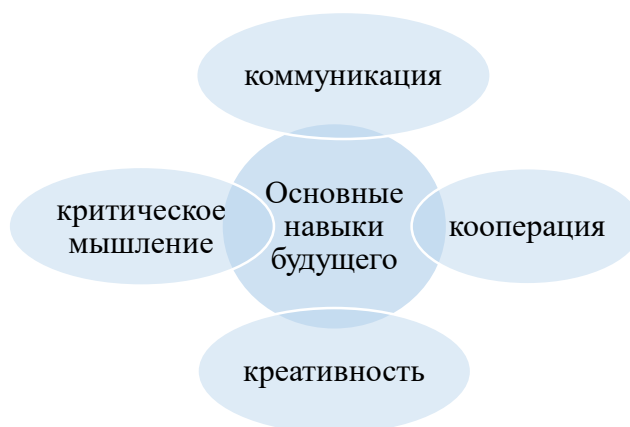 коммуникация
Основные
навыки
будущего
критическое
мышление
кооперация
креативность